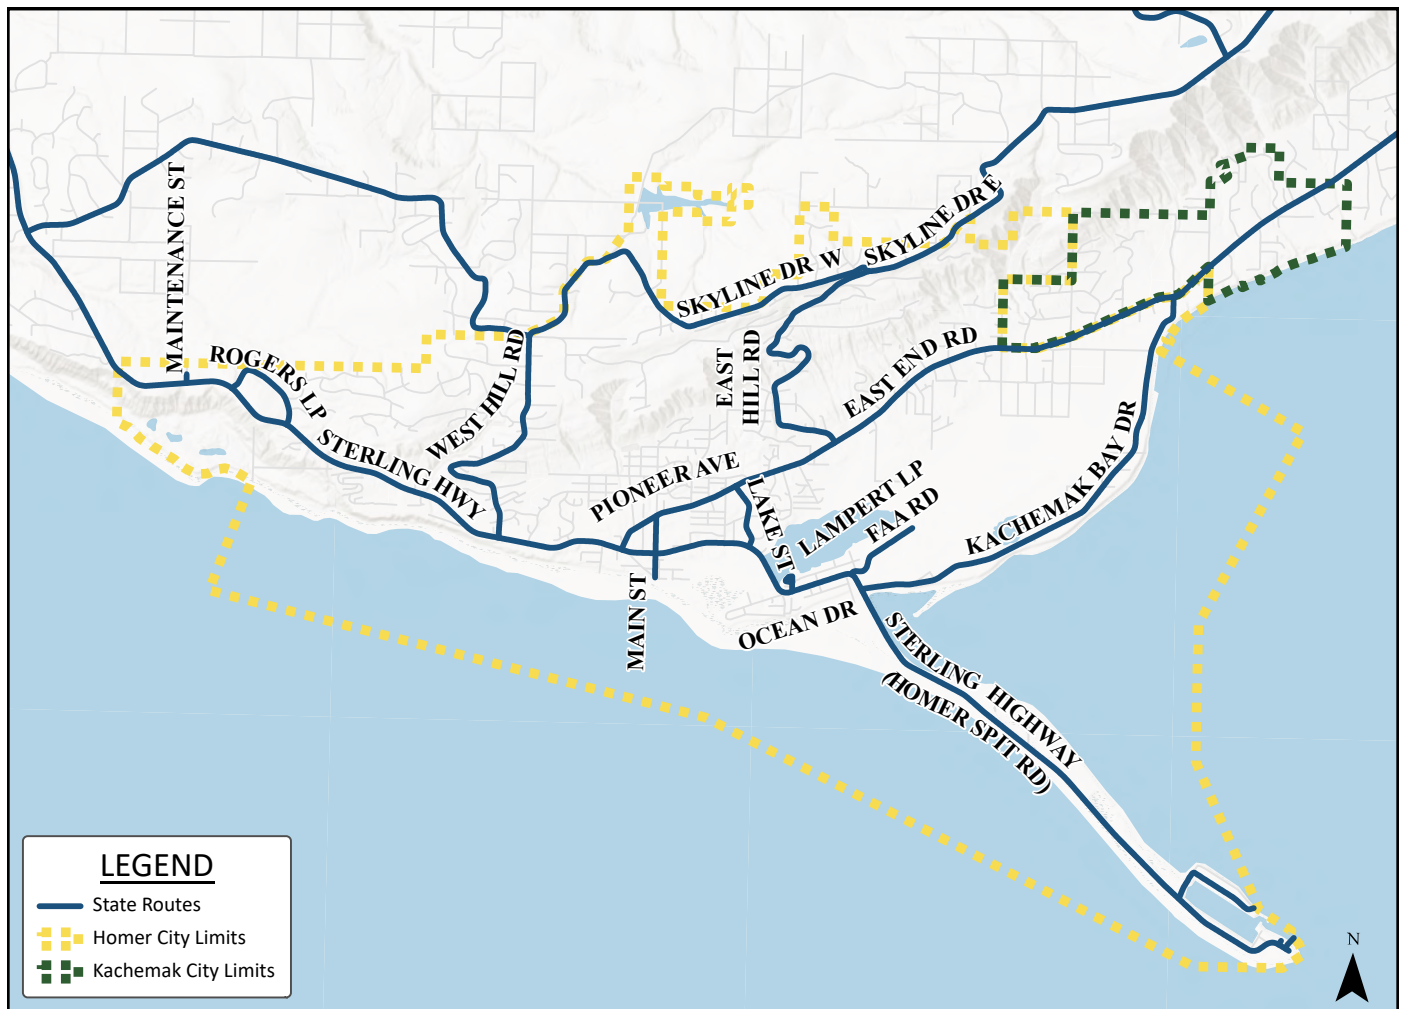 MAINTENANCE ST
ROGERS LP
STERLING HWY
WEST HILL RD
SKYLINE DR W
SKYLINE DR E
EAST
HILL RD
EAST END RD
PIONEER AVE
LAKE ST
LAMPERT LP
FAA RD
KACHEMAK BAY DR
MAIN ST
OCEAN DR
STERLING HIGHWAY
(HOMER SPIT RD)
LEGEND
State Routes
Homer City Limits
Kachemak City Limits
N